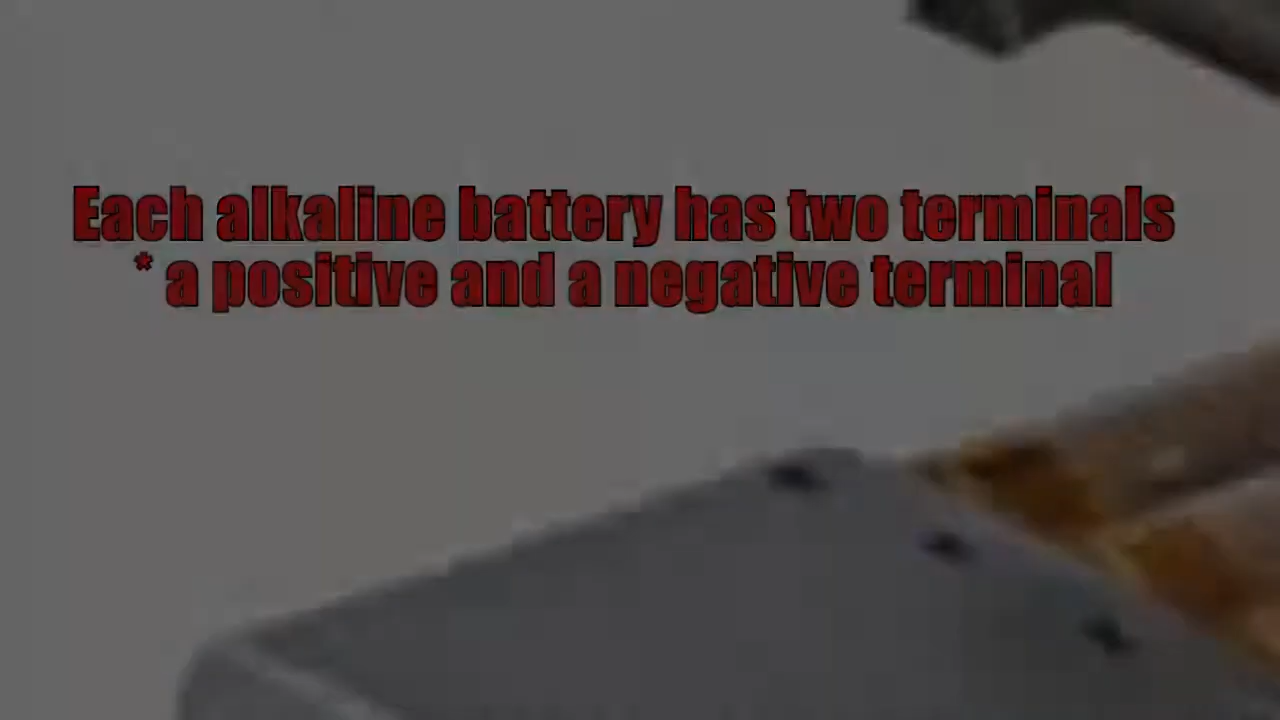 Each alkaline battery has two terminals
* a positive and a negative terminal